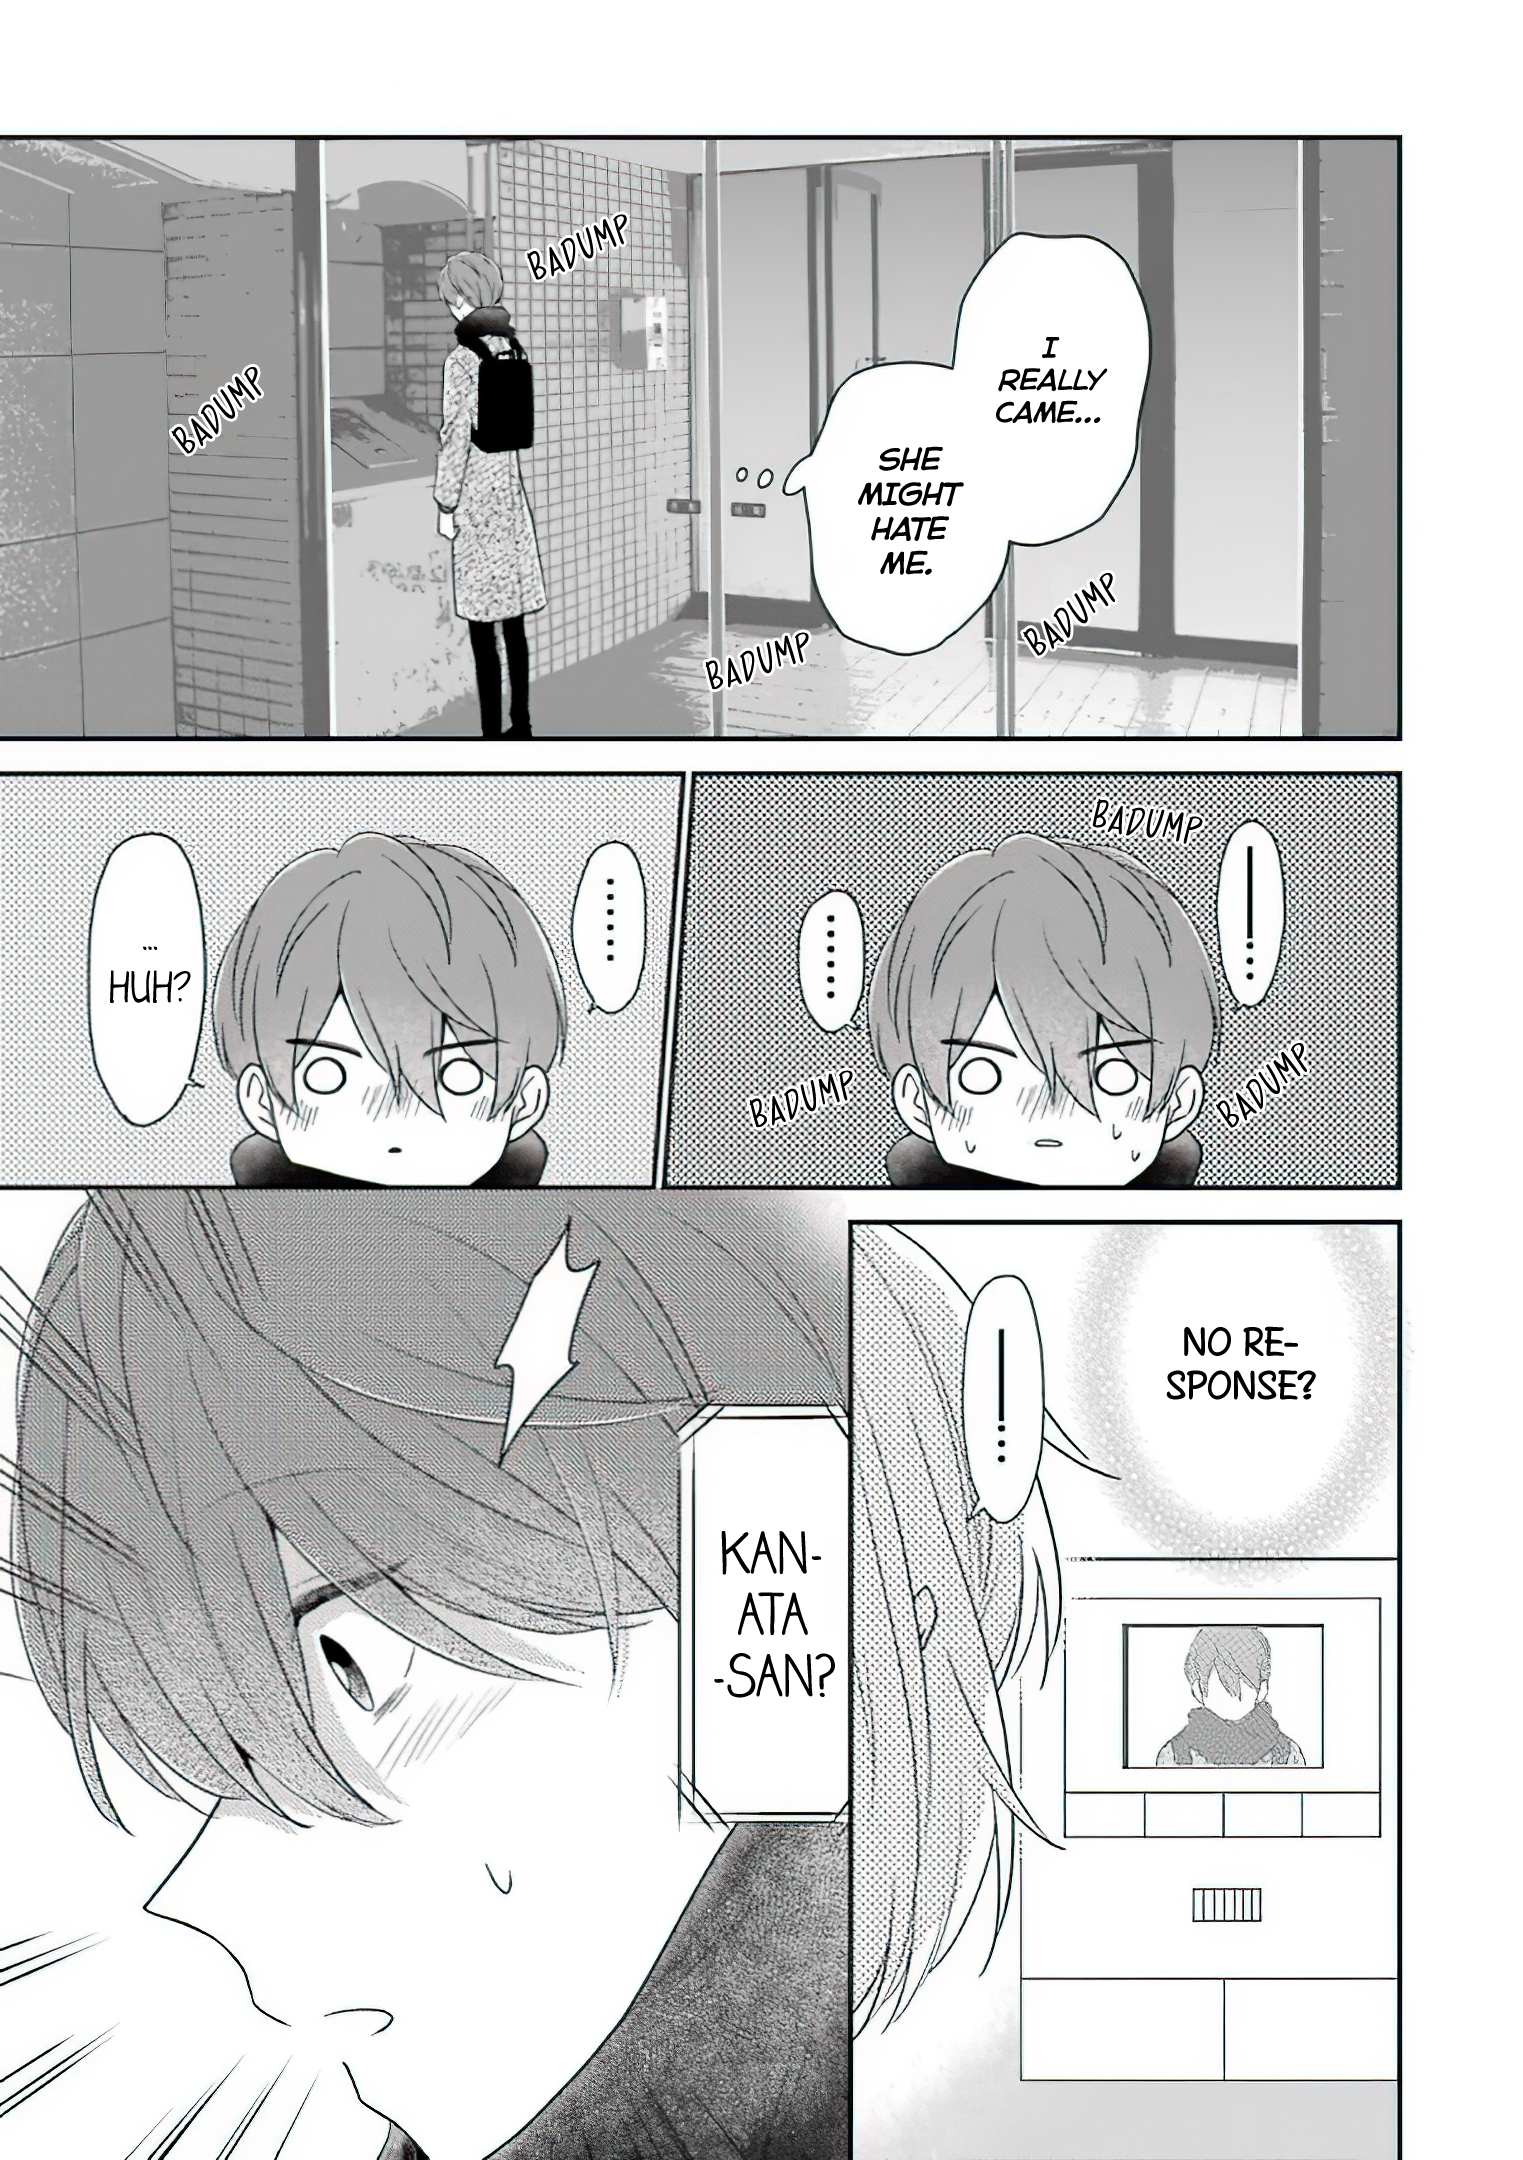 I
REALLY
CAME...
SHE
MIGHT
HATE
ME.
BADUMP
BADUMP
BADUMP
BADUMP
BADUMP
BADUMP
BADUMP
...
HUH?
NO RE-
SPONSE?
KAN-
ATA
-SAN?